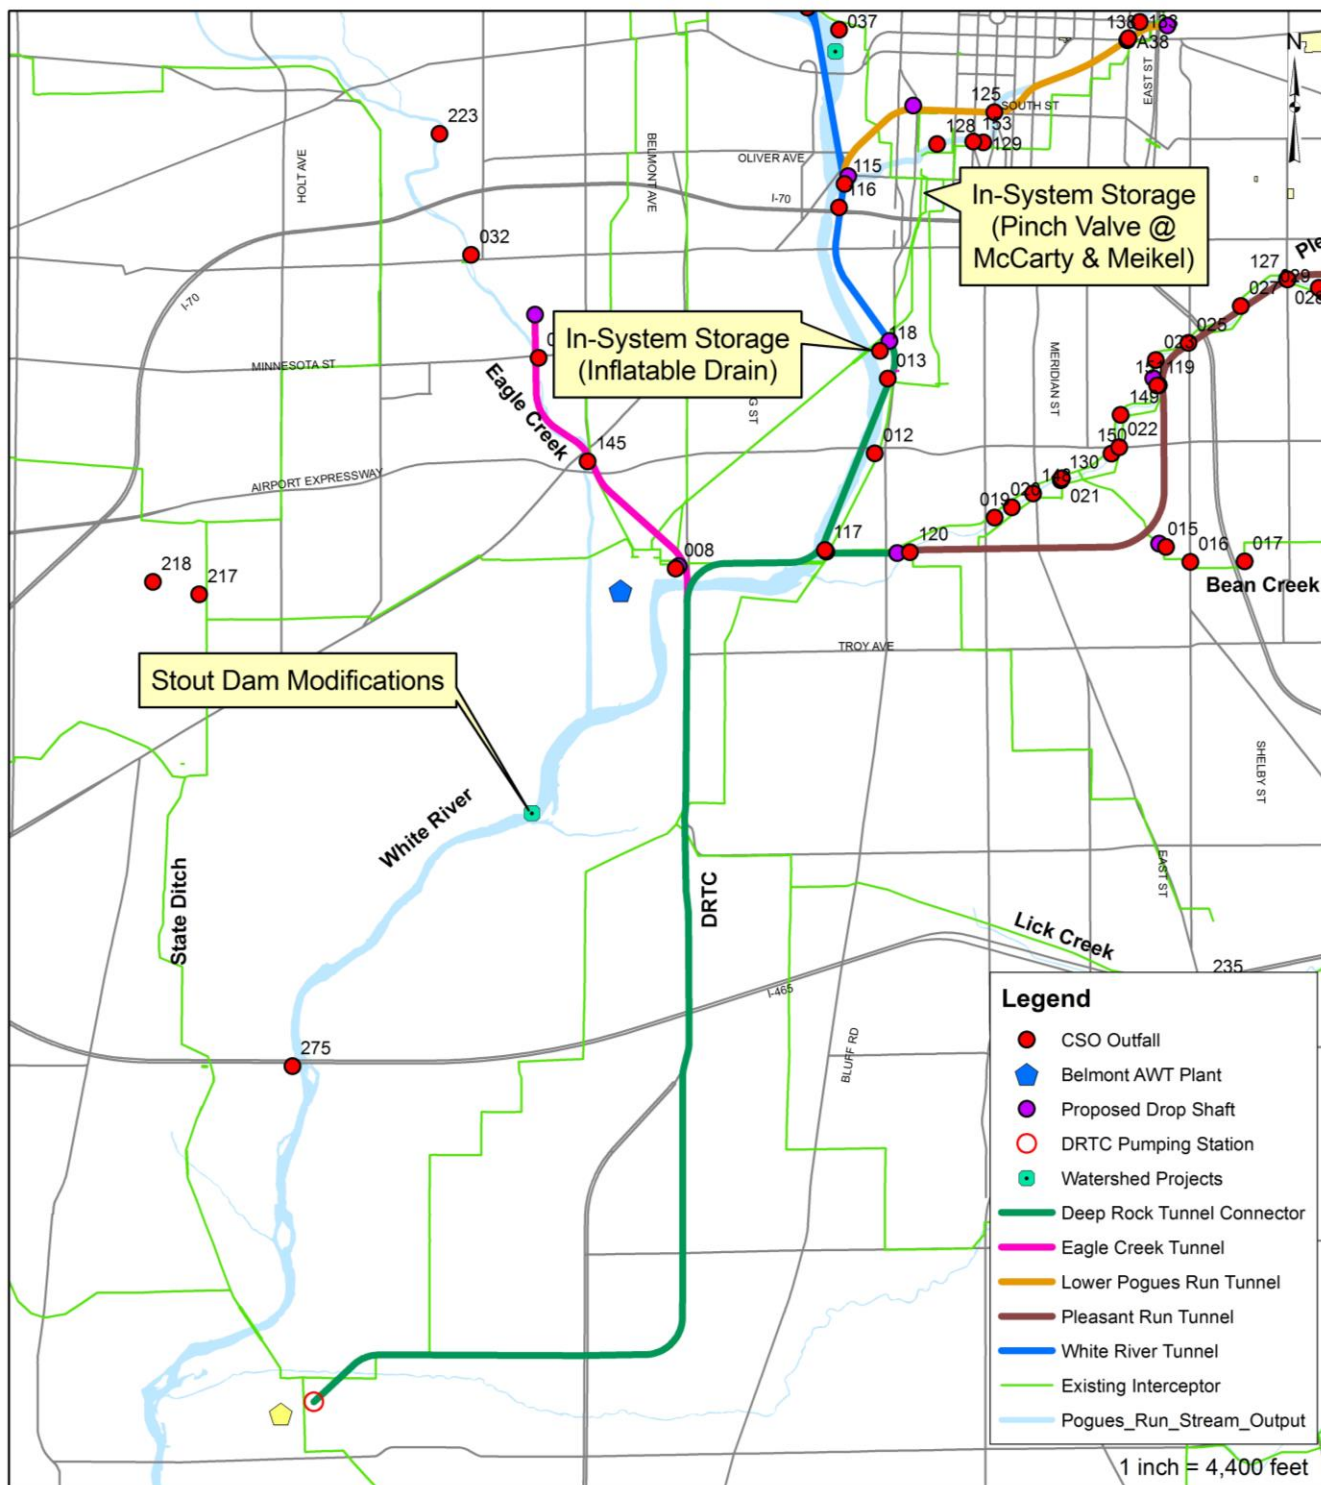 037
138
133
A38
N
EAST ST
223
125
SOUTH ST
BELMONT AVE
128
153
129
HOLT AVE
OLIVER AVE
115
116
I-70
In-System Storage
(Pinch Valve @
McCarty & Meikel)
032
127
029
028
027
I-70
118
025
In-System Storage
(Inflatable Drain)
MINNESOTA ST
MERIDIAN ST
119
013
Eagle Creek
149
022
145
012
150
130
AIRPORT EXPRESSWAY
021
019
117
120
015
016
017
008
218
217
Bean Creek
TROY AVE
Stout Dam Modifications
SHELBY ST
White River
EAST ST
State Ditch
DRTC
Lick Creek
235
I-465
Legend
275
BLUFF RD
CSO Outfall
Belmont AWT Plant
Proposed Drop Shaft
DRTC Pumping Station
Watershed Projects
Deep Rock Tunnel Connector
Eagle Creek Tunnel
Lower Pogues Run Tunnel
Pleasant Run Tunnel
White River Tunnel
Existing Interceptor
Pogues_Run_Stream_Output
1 inch = 4,400 feet